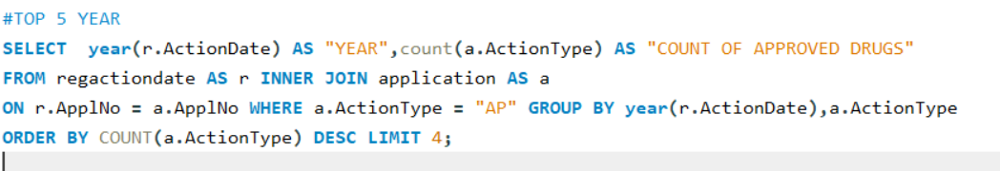 #TOP 5 YEAR
SELECT  year(r.ActionDate) AS "YEAR",count(a.ActionType) AS "COUNT OF APPROVED DRUGS"
FROM regactiondate AS r INNER JOIN application AS a
ON r.ApplNo = a.ApplNo WHERE a.ActionType = "AP" GROUP BY year(r.ActionDate),a.ActionType
ORDER BY COUNT(a.ActionType) DESC LIMIT 4;